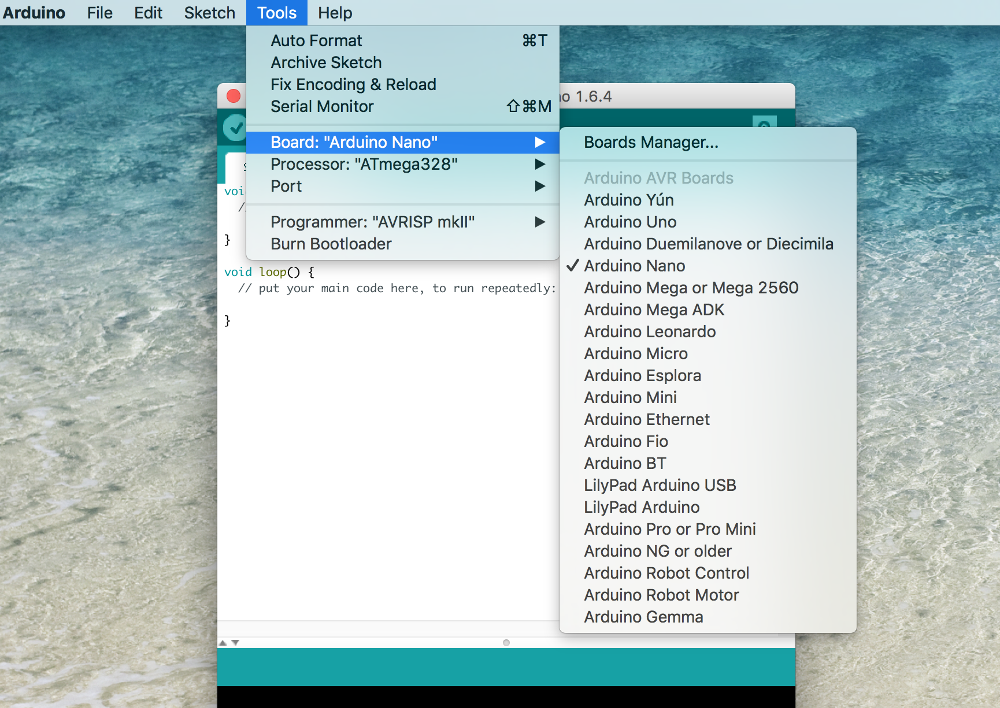 Arduino File Edit Sketch Tools Help
Auto Format ⌘T
Archive Sketch
Fix Encoding & Reload
Serial Monitor ⇧⌘M
Board: "Arduino Nano"
Processor: "ATmega328"
Port
Programmer: "AVRISP mkII"
Burn Bootloader
1.6.4
Boards Manager...
Arduino AVR Boards
Arduino Yún
Arduino Uno
Arduino Duemilanove or Diecimila
Arduino Nano
Arduino Mega or Mega 2560
Arduino Mega ADK
Arduino Leonardo
Arduino Micro
Arduino Esplora
Arduino Mini
Arduino Ethernet
Arduino Fio
Arduino BT
LilyPad Arduino USB
LilyPad Arduino
Arduino Pro or Pro Mini
Arduino NG or older
Arduino Robot Control
Arduino Robot Motor
Arduino Gemma
//
}
void loop() {
// put your main code here, to run repeatedly:
}